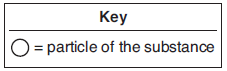 Key
= particle of the substance